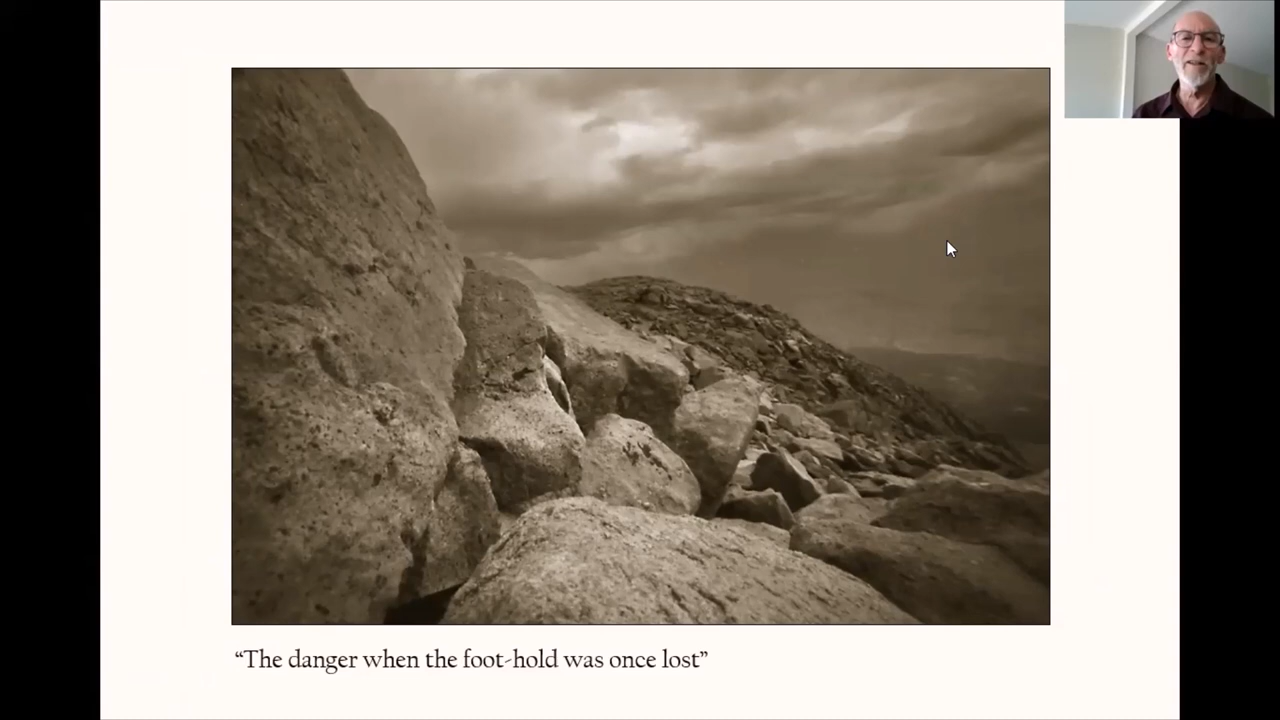 “The danger when the foot-hold was once lost”